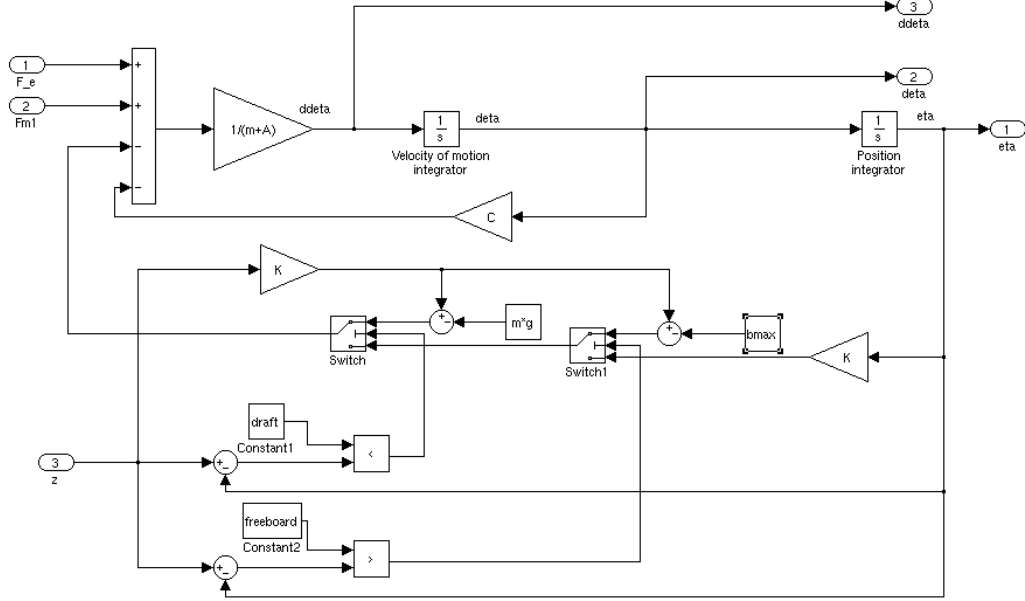 3
ddeta
1
F_e
+
2
Fm1
+
−
−
1/(m+A)
ddeta
1
s
Velocity of motion
integrator
deta
2
deta
1
s
Position
integrator
eta
1
eta
C
K
+
−
m*g
Switch
+
−
bmax
Switch1
K
draft
Constant1
<
3
z
+
−
freeboard
Constant2
>
+
−